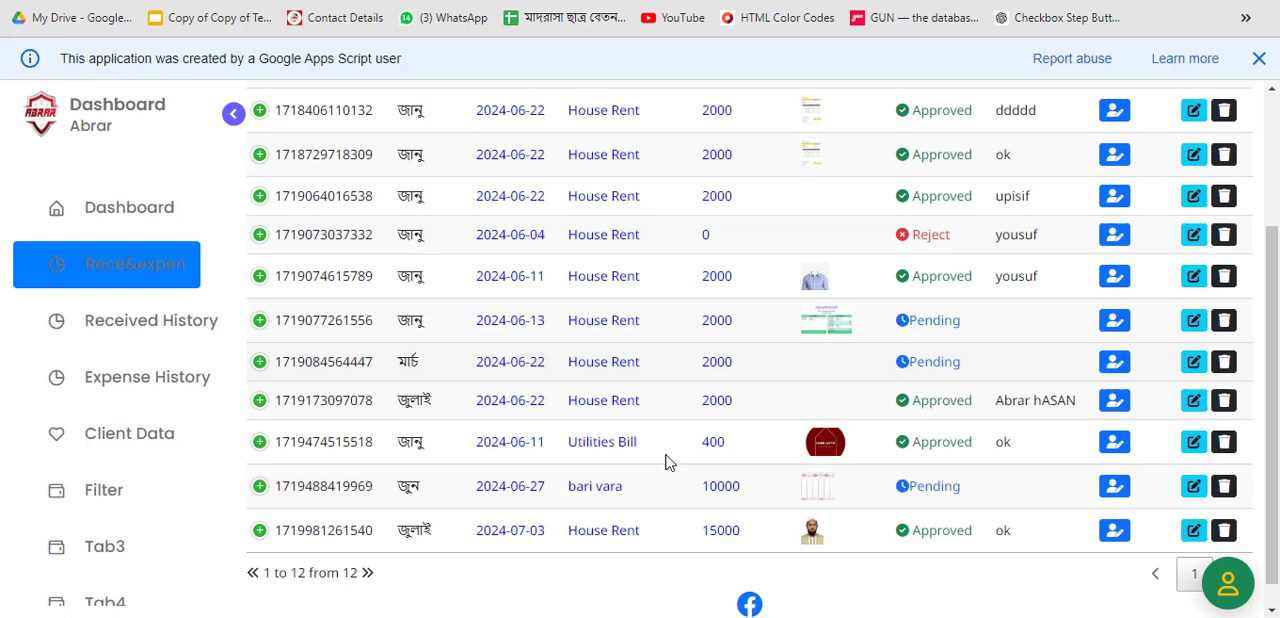 My Drive - Google... Copy of Copy of Te... Contact Details (3) WhatsApp মাদরাসা ছাত্র বেতন... YouTube HTML Color Codes GUN — the databas... Checkbox Step Butt... »
This application was created by a Google Apps Script user Report abuse Learn more
ABRAR
Dashboard
Abrar
Dashboard
Rece&expen
Received History
Expense History
Client Data
Filter
Tab3
Tab4
1718406110132 জানু 2024-06-22 House Rent 2000 Approved ddddd
1718729718309 জানু 2024-06-22 House Rent 2000 Approved ok
1719064016538 জানু 2024-06-22 House Rent 2000 Approved upisif
1719073037332 জানু 2024-06-04 House Rent 0 Reject yousuf
1719074615789 জানু 2024-06-11 House Rent 2000 Approved yousuf
1719077261556 জানু 2024-06-13 House Rent 2000 Pending
1719084564447 মার্চ 2024-06-22 House Rent 2000 Pending
1719173097078 জুলাই 2024-06-22 House Rent 2000 Approved Abrar hASAN
1719474515518 জানু 2024-06-11 Utilities Bill 400 Approved ok
1719488419969 জুন 2024-06-27 bari vara 10000 Pending
1719981261540 জুলাই 2024-07-03 House Rent 15000 Approved ok
« 1 to 12 from 12 » 1